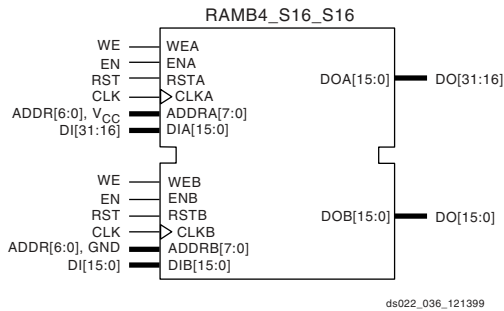 RAMB4_S16_S16
WE WEA
EN ENA
RST RSTA
CLK CLKA
ADDR[6:0], VCC ADDRA[7:0]
DI[31:16] DIA[15:0]
DOA[15:0] DO[31:16]
WE WEB
EN ENB
RST RSTB
CLK CLKB
ADDR[6:0], GND ADDRB[7:0]
DI[15:0] DIB[15:0]
DOB[15:0] DO[15:0]
ds022_036_121399